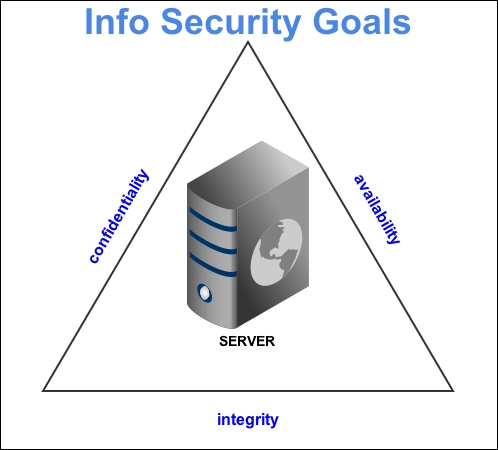 Info Security Goals
confidentiality
availability
SERVER
integrity